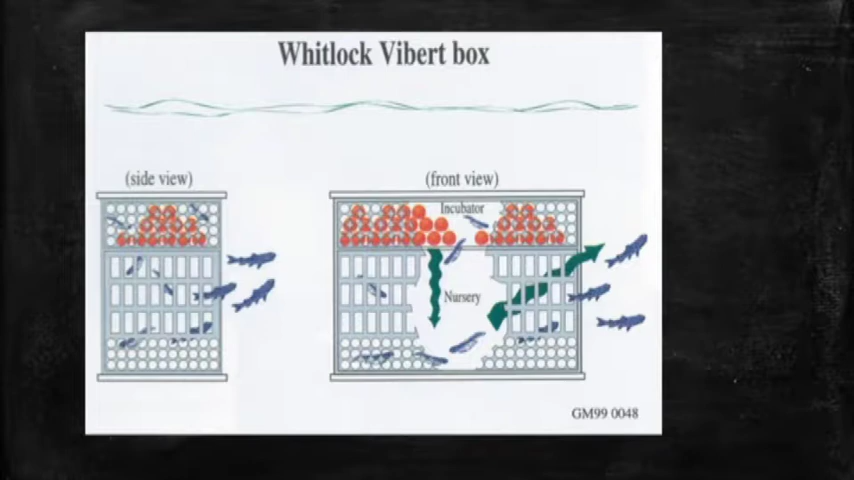 Whitlock Vibert box
(side view)
(front view)
Incubator
Nursery
GM99 0048